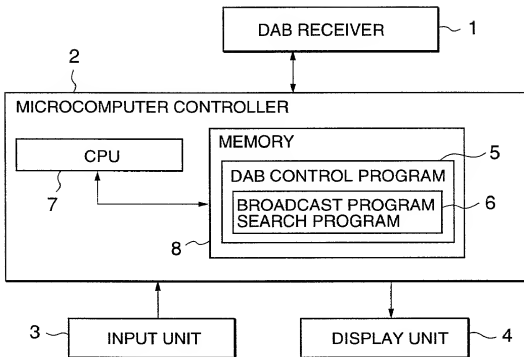 DAB RECEIVER
1
2
MICROCOMPUTER CONTROLLER
CPU
7
MEMORY
5
DAB CONTROL PROGRAM
BROADCAST PROGRAM
SEARCH PROGRAM
6
8
3
INPUT UNIT
DISPLAY UNIT
4